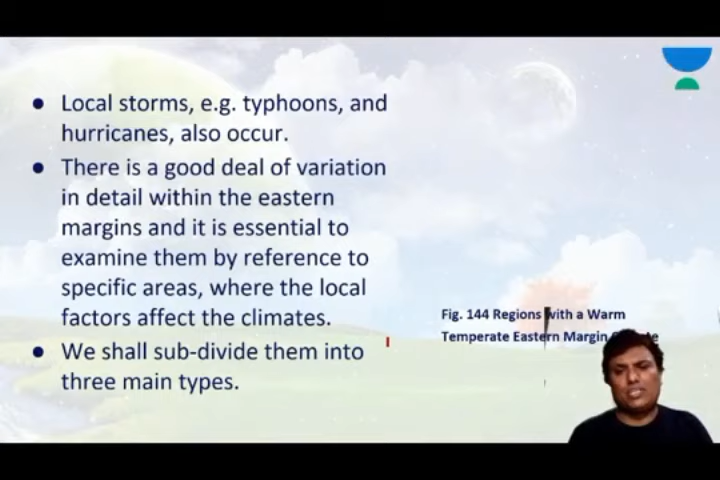 ● Local storms, e.g. typhoons, and
hurricanes, also occur.
● There is a good deal of variation
in detail within the eastern
margins and it is essential to
examine them by reference to
specific areas, where the local
factors affect the climates.
● We shall sub-divide them into
three main types.
Fig. 144 Regions with a Warm
Temperate Eastern Margin